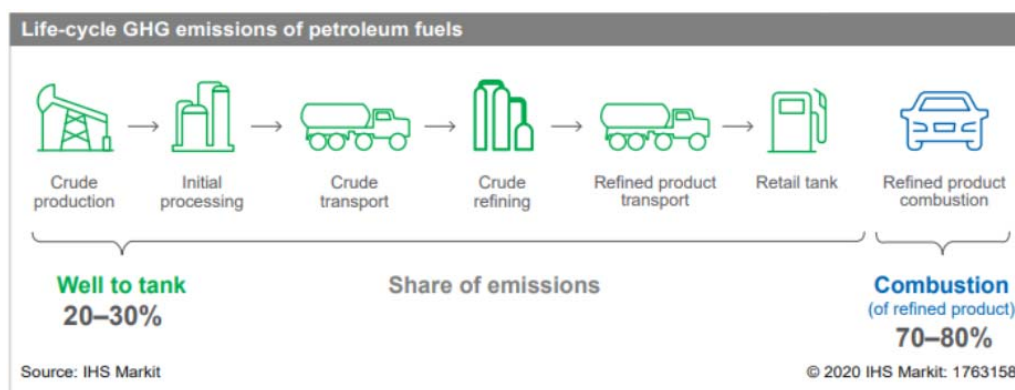 Life-cycle GHG emissions of petroleum fuels
Crude
production
Initial
processing
Crude
transport
Crude
refining
Refined product
transport
Retail tank
Refined product
combustion
Well to tank
20–30%
Share of emissions
Combustion
(of refined product)
70–80%
Source: IHS Markit
© 2020 IHS Markit: 1763158